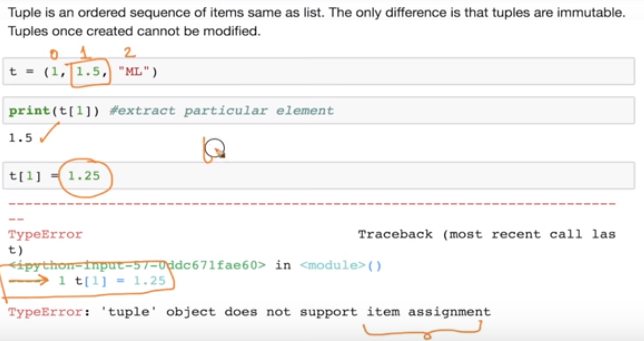 Tuple is an ordered sequence of items same as list. The only difference is that tuples are immutable.
Tuples once created cannot be modified.
0 1 2
t = (1, 1.5, "ML")
print(t[1]) #extract particular element
1.5
t[1] = 1.25
---------------------------------------------------------------------------
TypeError Traceback (most recent call las
t)
<ipython-input-57-0ddc671fae60> in <module>()
1 t[1] = 1.25
TypeError: 'tuple' object does not support item assignment